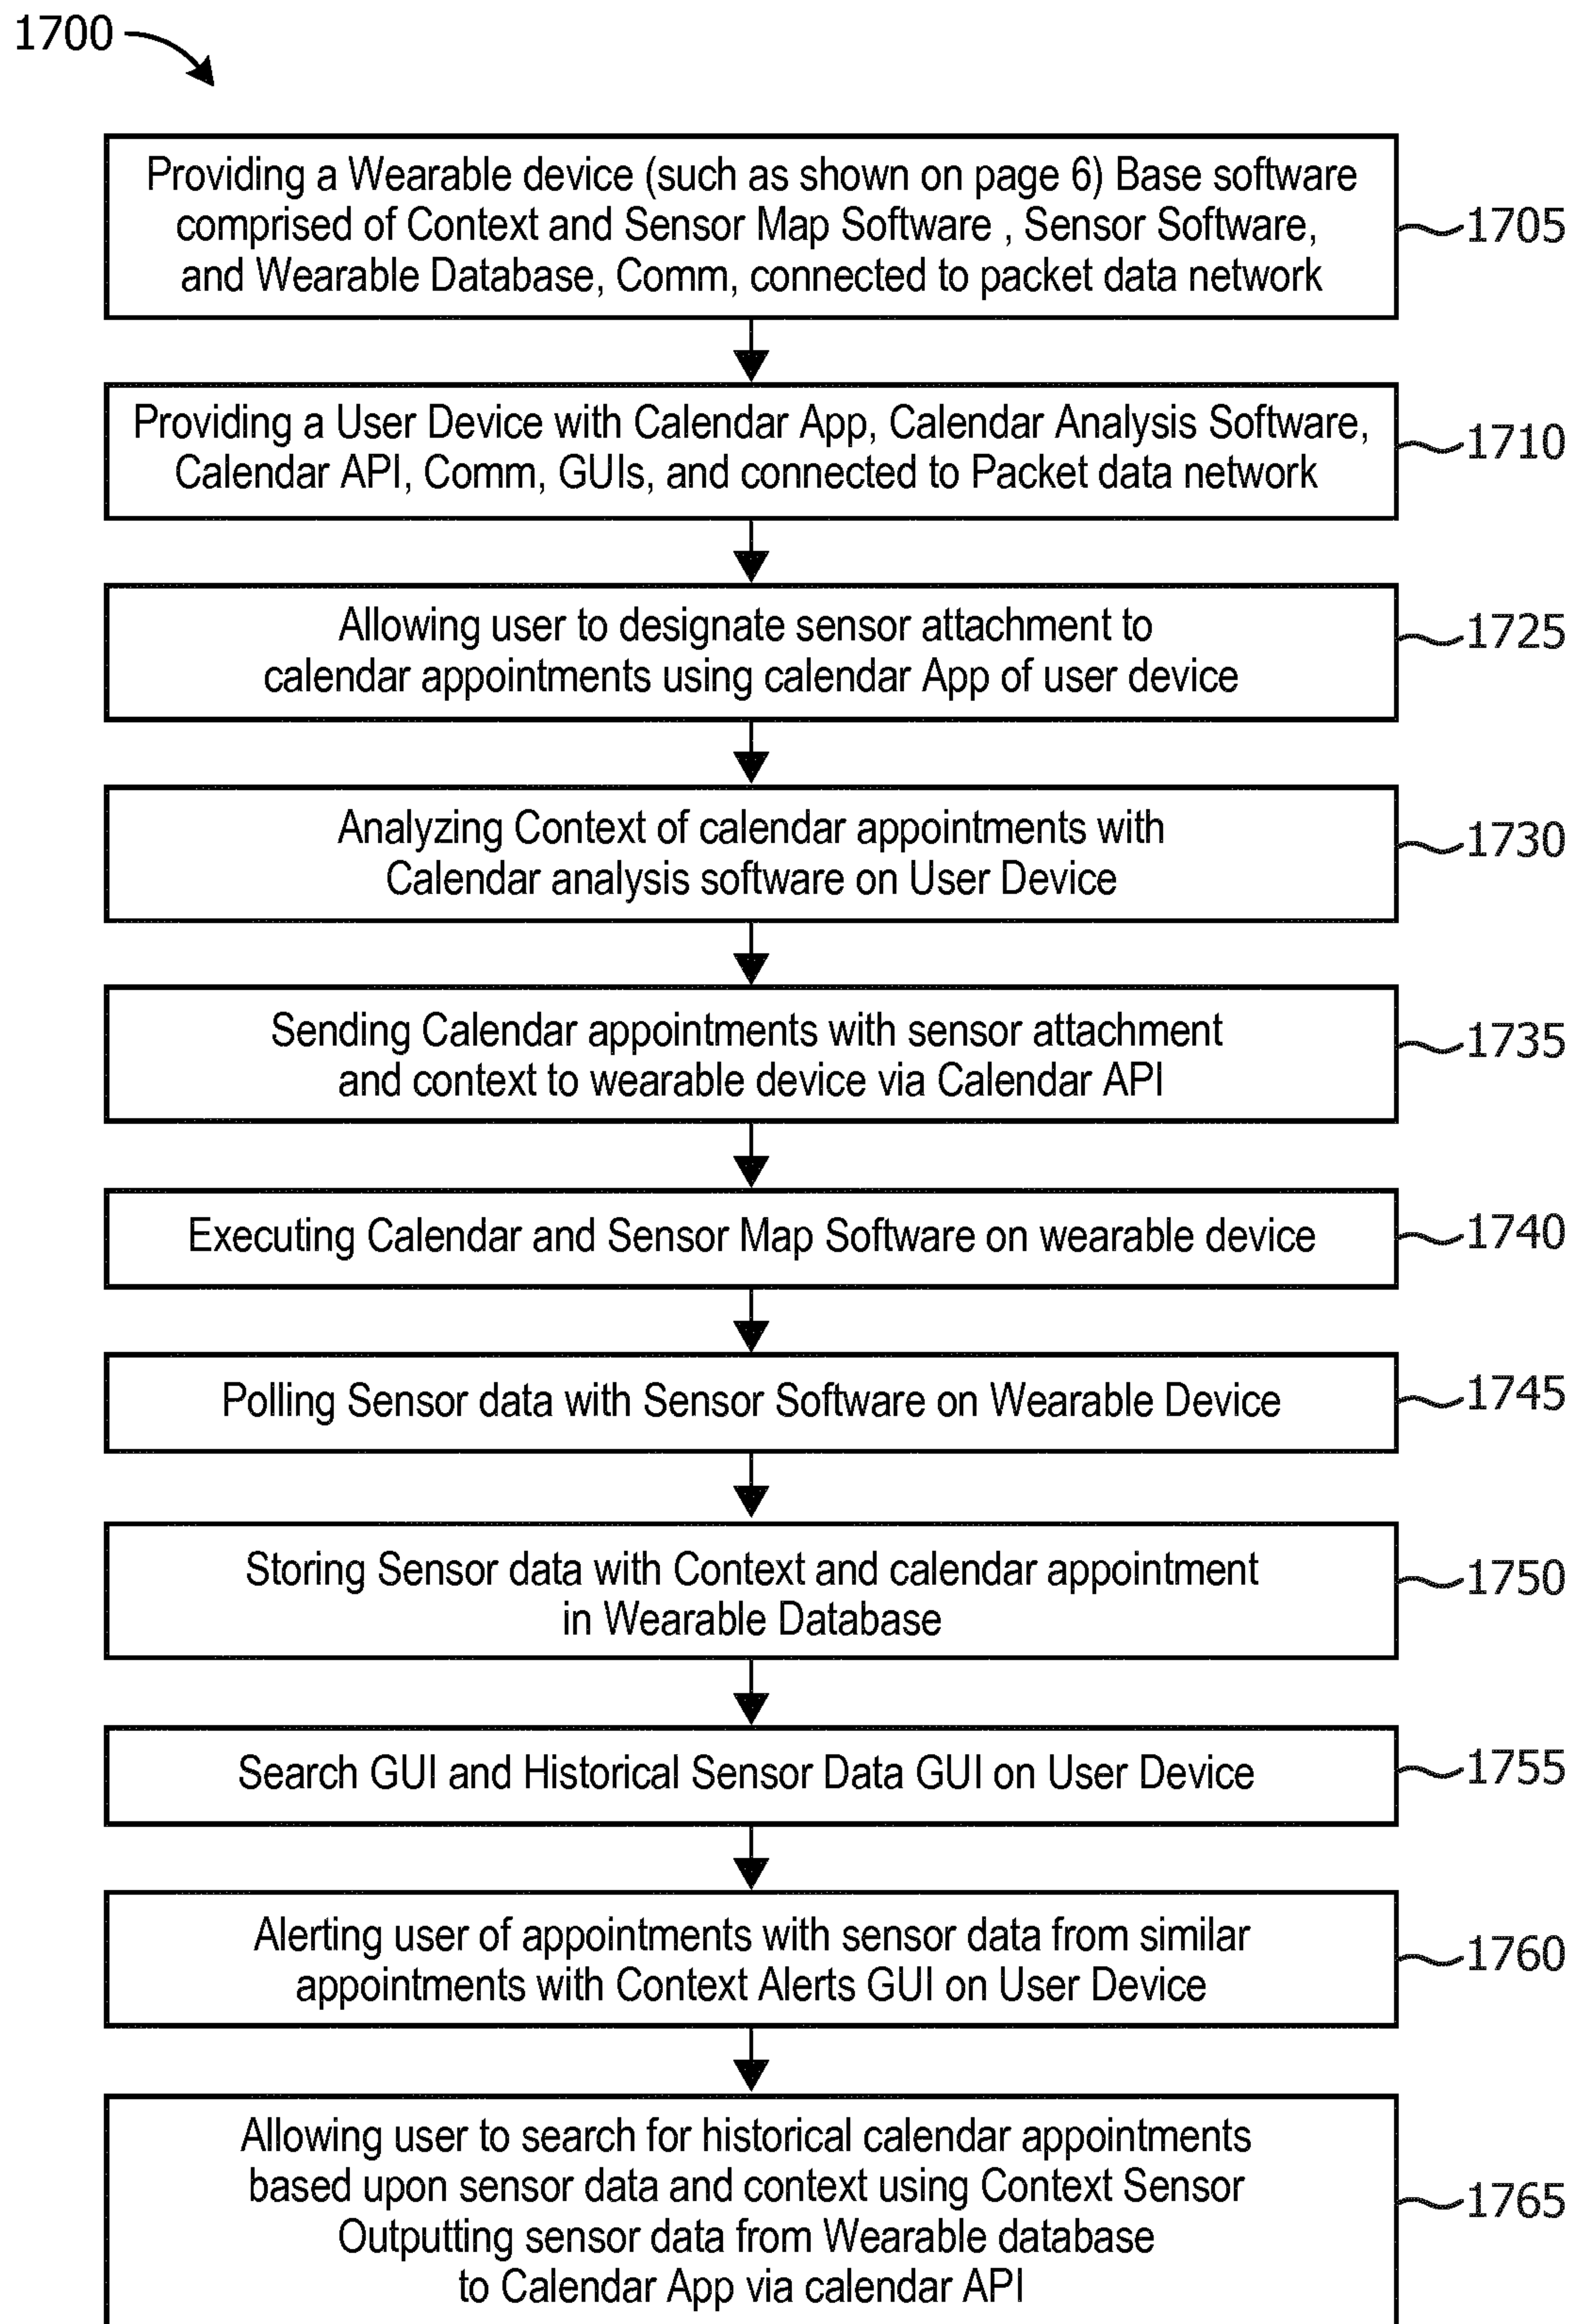 1700
Providing a Wearable device (such as shown on page 6) Base software
comprised of Context and Sensor Map Software , Sensor Software,
and Wearable Database, Comm, connected to packet data network
1705
Providing a User Device with Calendar App, Calendar Analysis Software,
Calendar API, Comm, GUIs, and connected to Packet data network
1710
Allowing user to designate sensor attachment to
calendar appointments using calendar App of user device
1725
Analyzing Context of calendar appointments with
Calendar analysis software on User Device
1730
Sending Calendar appointments with sensor attachment
and context to wearable device via Calendar API
1735
Executing Calendar and Sensor Map Software on wearable device
1740
Polling Sensor data with Sensor Software on Wearable Device
1745
Storing Sensor data with Context and calendar appointment
in Wearable Database
1750
Search GUI and Historical Sensor Data GUI on User Device
1755
Alerting user of appointments with sensor data from similar
appointments with Context Alerts GUI on User Device
1760
Allowing user to search for historical calendar appointments
based upon sensor data and context using Context Sensor
Outputting sensor data from Wearable database
to Calendar App via calendar API
1765